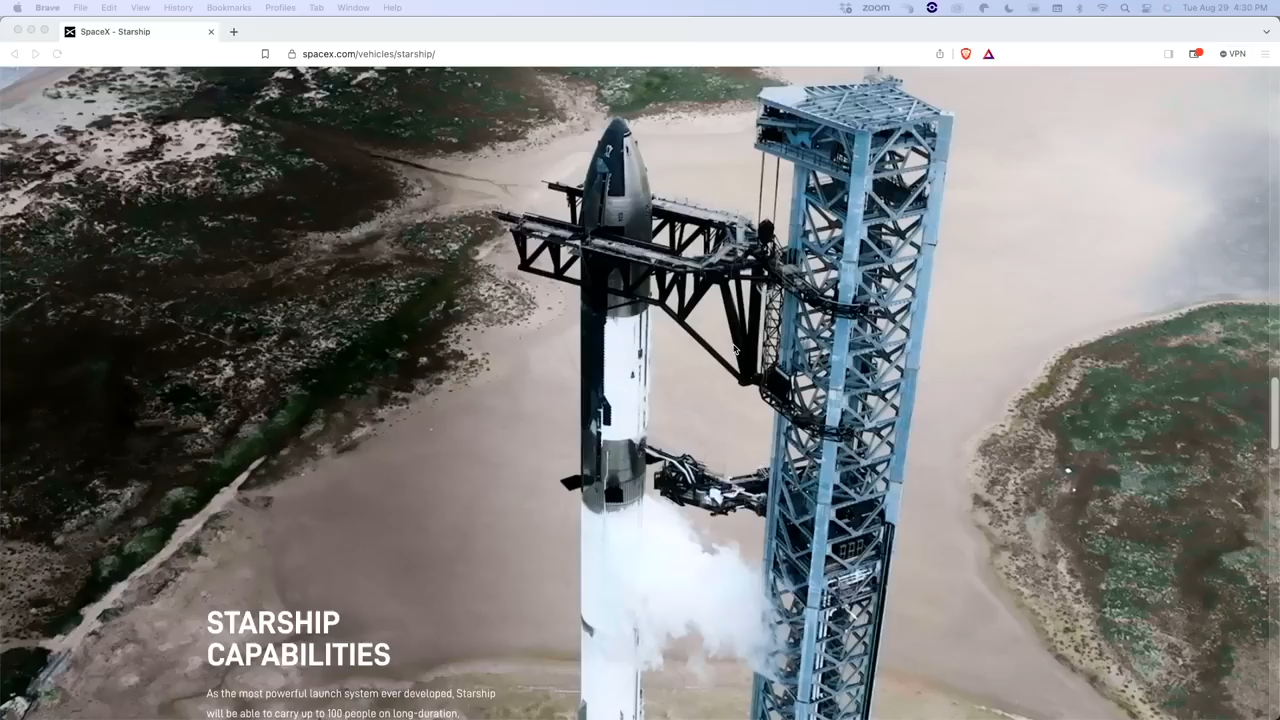 Brave File Edit View History Bookmarks Profiles Tab Window Help zoom Tue Aug 29 4:30 PM
SpaceX - Starship
spacex.com/vehicles/starship/ VPN
STARSHIP
CAPABILITIES
As the most powerful launch system ever developed, Starship
will be able to carry up to 100 people on long-duration,